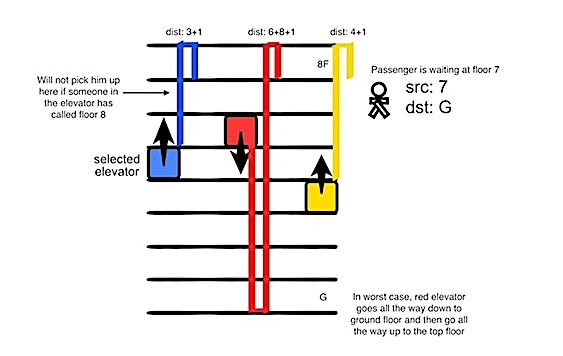 dist: 3+1
dist: 6+8+1
dist: 4+1
8F
Passenger is waiting at floor 7
src: 7
dst: G
Will not pick him up
here if someone in
the elevator has
called floor 8
selected
elevator
G
In worst case, red elevator
goes all the way down to
ground floor and then go all
the way up to the top floor